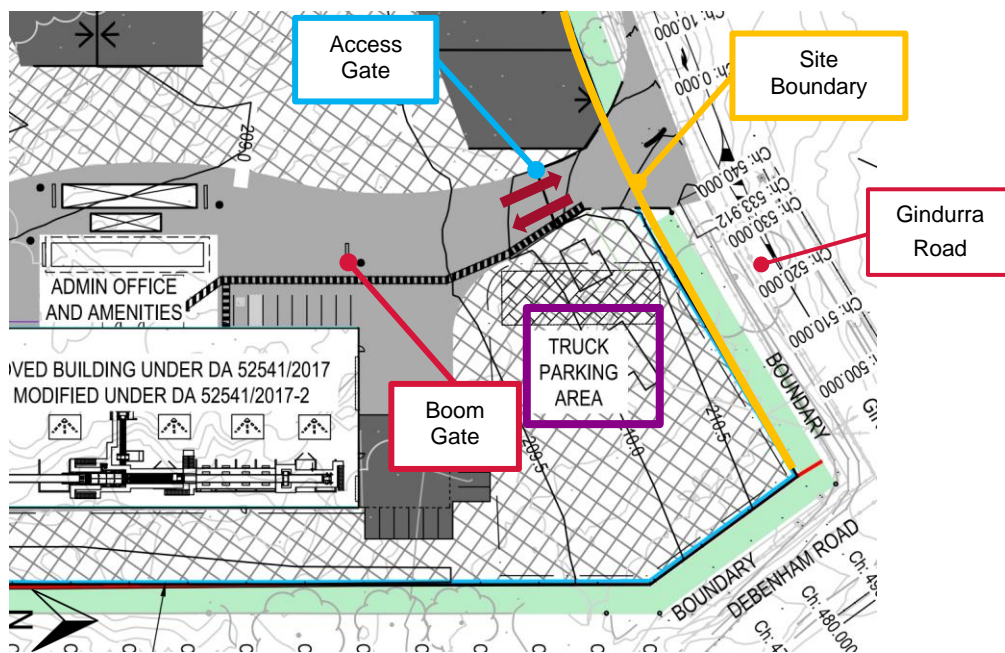 Access
Gate
Site
Boundary
Gindurra
Road
Boom
Gate
TRUCK
PARKING
AREA
ADMIN OFFICE
AND AMENITIES
OVED BUILDING UNDER DA 52541/2017
MODIFIED UNDER DA 52541/2017-2
209.0
209.5
210.0
210.5
Ch: 10.000
Ch: 0.000
Ch: 540.000
Ch: 533.912
Ch: 530.000
Ch: 520.000
Ch: 510.000
Ch: 500.000
BOUNDARY
BOUNDARY
DEBENHAM ROAD
Ch: 480.000
N